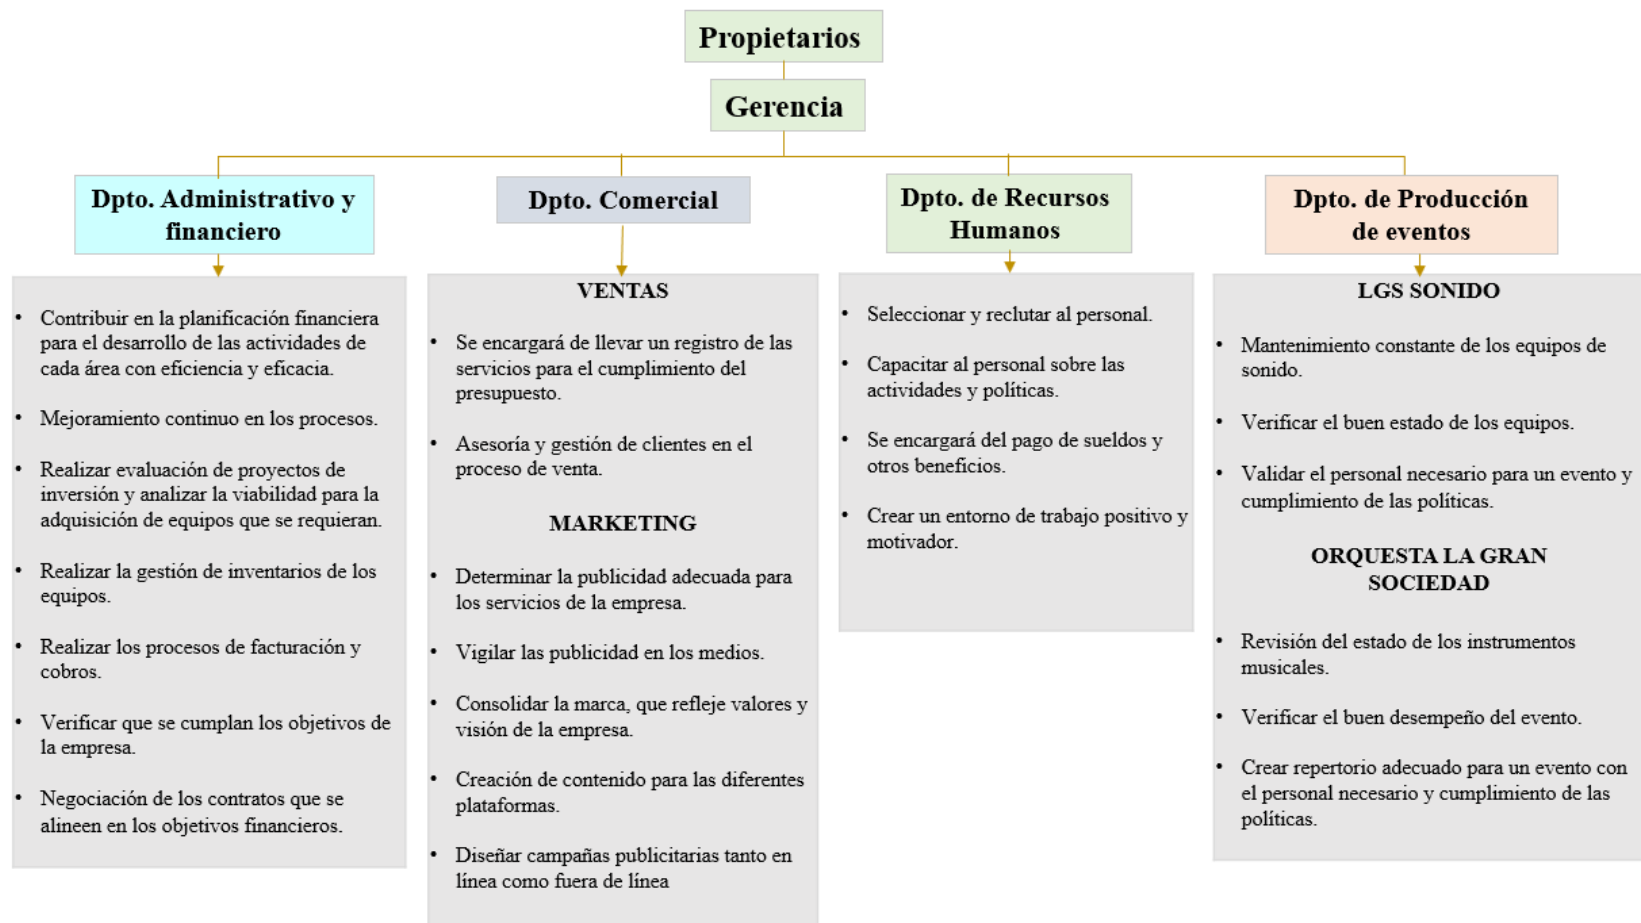 Propietarios
Gerencia
Dpto. Administrativo y
financiero
• Contribuir en la planificación financiera
para el desarrollo de las actividades de
cada área con eficiencia y eficacia.
• Mejoramiento continuo en los procesos.
• Realizar evaluación de proyectos de
inversión y analizar la viabilidad para la
adquisición de equipos que se requieran.
• Realizar la gestión de inventarios de los
equipos.
• Realizar los procesos de facturación y
cobros.
• Verificar que se cumplan los objetivos de
la empresa.
• Negociación de los contratos que se
alineen en los objetivos financieros.
Dpto. Comercial
VENTAS
• Se encargará de llevar un registro de las
servicios para el cumplimiento del
presupuesto.
• Asesoría y gestión de clientes en el
proceso de venta.
MARKETING
• Determinar la publicidad adecuada para
los servicios de la empresa.
• Vigilar las publicidad en los medios.
• Consolidar la marca, que refleje valores y
visión de la empresa.
• Creación de contenido para las diferentes
plataformas.
• Diseñar campañas publicitarias tanto en
línea como fuera de línea
Dpto. de Recursos
Humanos
• Seleccionar y reclutar al personal.
• Capacitar al personal sobre las
actividades y políticas.
• Se encargará del pago de sueldos y
otros beneficios.
• Crear un entorno de trabajo positivo y
motivador.
Dpto. de Producción
de eventos
LGS SONIDO
• Mantenimiento constante de los equipos de
sonido.
• Verificar el buen estado de los equipos.
• Validar el personal necesario para un evento y
cumplimiento de las políticas.
ORQUESTA LA GRAN
SOCIEDAD
• Revisión del estado de los instrumentos
musicales.
• Verificar el buen desempeño del evento.
• Crear repertorio adecuado para un evento con
el personal necesario y cumplimiento de las
políticas.